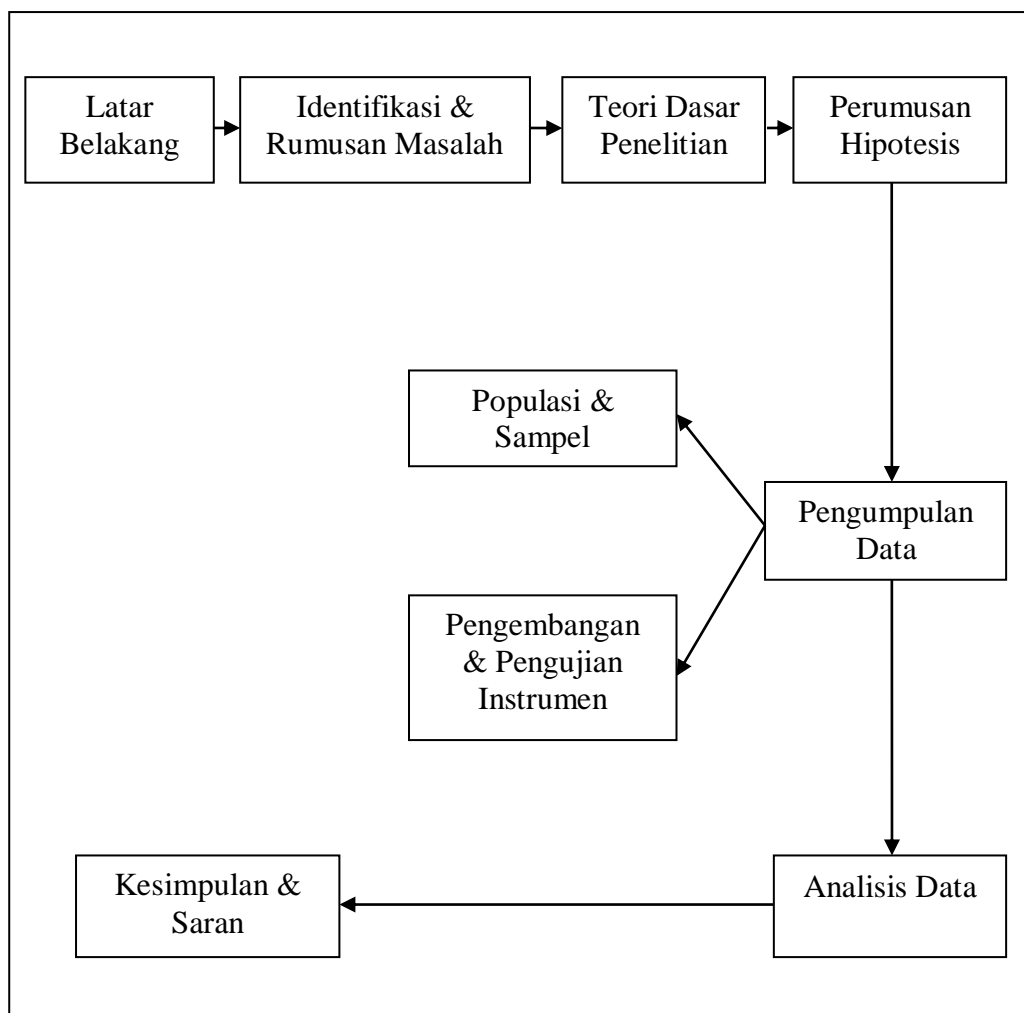 Latar
Belakang
Identifikasi &
Rumusan Masalah
Teori Dasar
Penelitian
Perumusan
Hipotesis
Populasi &
Sampel
Pengumpulan
Data
Pengembangan
& Pengujian
Instrumen
Analisis Data
Kesimpulan &
Saran